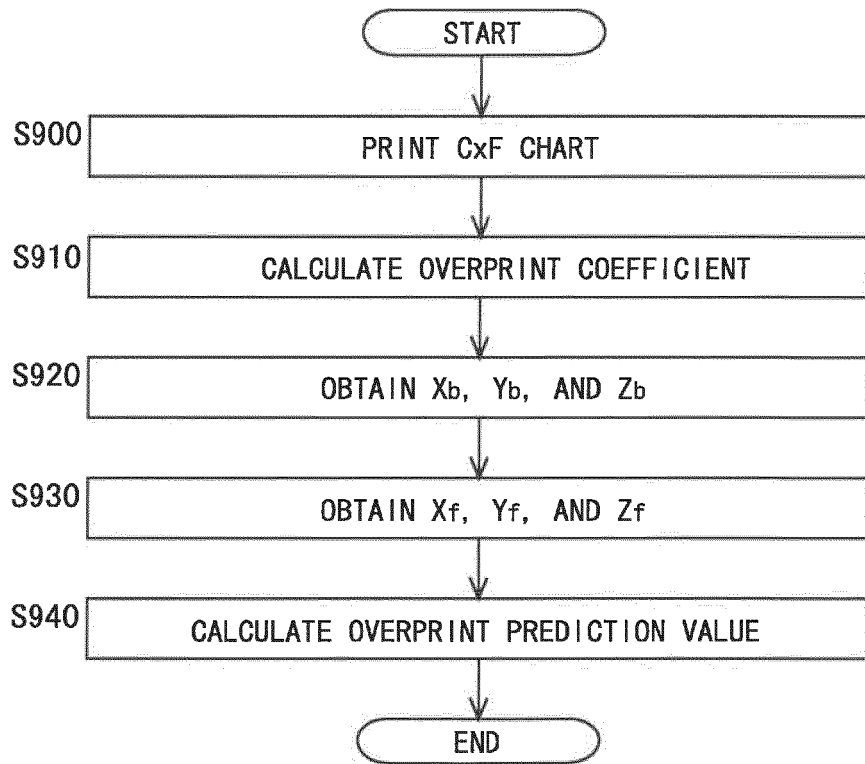 START
S900
PRINT CxF CHART
S910
CALCULATE OVERPRINT COEFFICIENT
S920
OBTAIN Xb, Yb, AND Zb
S930
OBTAIN Xf, Yf, AND Zf
S940
CALCULATE OVERPRINT PREDICTION VALUE
END